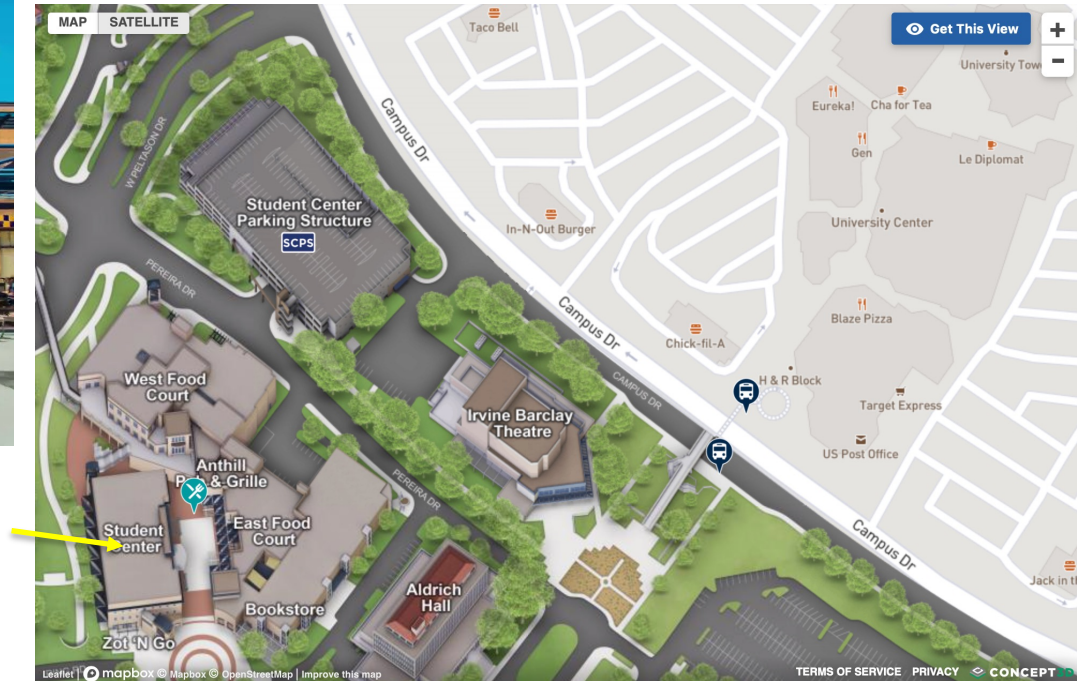 MAP SATELLITE
Get This View
+
-
Taco Bell
University Tow
Eureka!
Cha for Tea
Gen
Le Diplomat
Campus Dr
W PELTASON DR
Student Center
Parking Structure
SCPS
In-N-Out Burger
University Center
PEREIRA DR
Campus Dr
Blaze Pizza
Chick-fil-A
H & R Block
West Food
Court
CAMPUS DR
Target Express
Irvine Barclay
Theatre
US Post Office
Anthill
& Grille
PEREIRA DR
Student
Center
East Food
Court
Campus Dr
Jack in th
Aldrich
Hall
Bookstore
Zot 'N Go
Leaflet | mapbox © Mapbox © OpenStreetMap | Improve this map
TERMS OF SERVICE PRIVACY CONCEPT3D